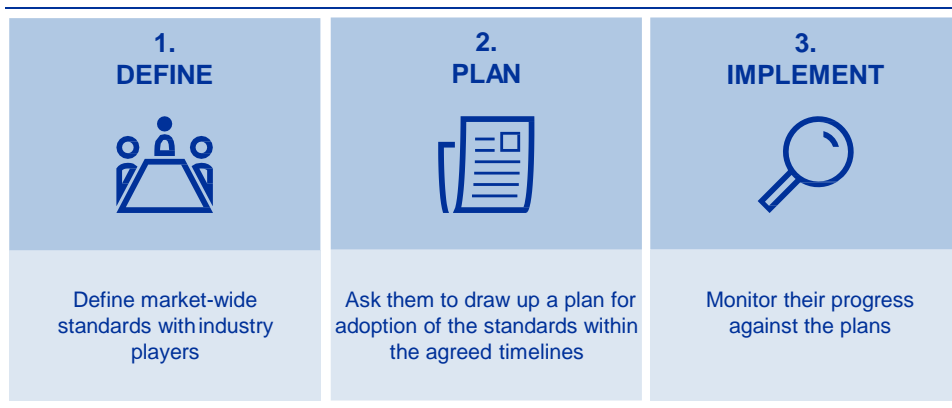 1.
DEFINE
Define market-wide
standards with industry
players
2.
PLAN
Ask them to draw up a plan for
adoption of the standards within
the agreed timelines
3.
IMPLEMENT
Monitor their progress
against the plans